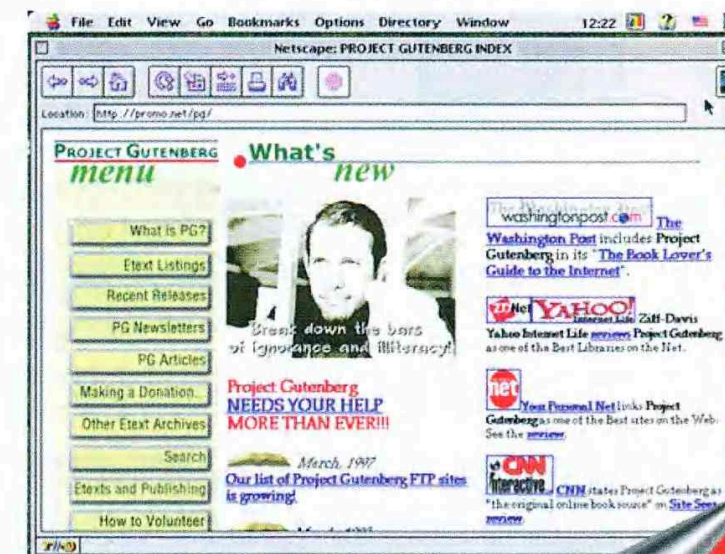 File Edit View Go Bookmarks Options Directory Window 12:22
Netscape: PROJECT GUTENBERG INDEX
Location: http://promo.net/pg/
PROJECT GUTENBERG
menu
What is PG?
Etext Listings
Recent Releases
PG Newsletters
PG Articles
Making a Donation...
Other Etext Archives
Search
Etexts and Publishing
How to Volunteer
What's
new
Break down the bars
of ignorance and illiteracy!
Project Gutenberg
NEEDS YOUR HELP
MORE THAN EVER!!!
March, 1997
Our list of Project Gutenberg FTP sites
is growing!
The Washington Post
washingtonpost.com The
Washington Post includes Project
Gutenberg in its "The Book Lover's
Guide to the Internet".
YAHOO!
Internet Life Ziff-Davis
Yahoo Internet Life reviews Project Gutenberg
as one of the Best Libraries on the Net.
net
Your Personal Net links Project
Gutenberg as one of the Best sites on the Web.
See the review.
CNN
Interactive CNN states Project Gutenberg as
"the original online book source" on Site Seer
review